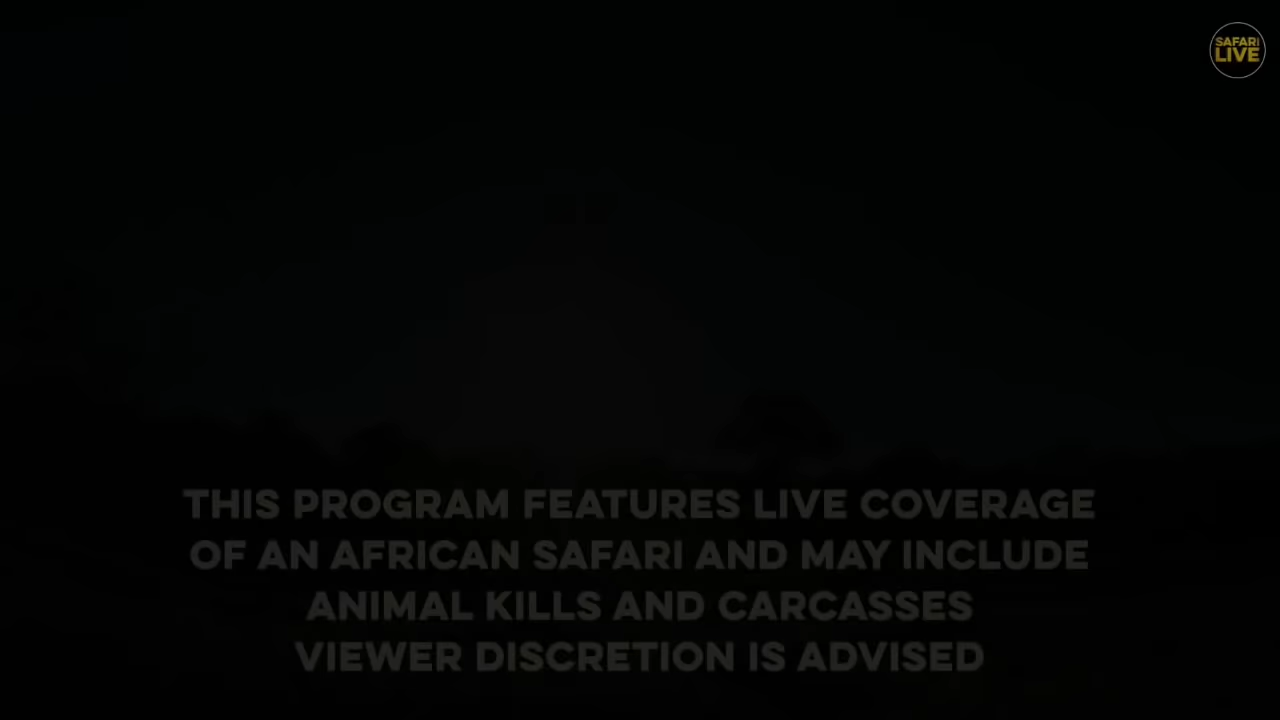 SAFARI
LIVE
THIS PROGRAM FEATURES LIVE COVERAGE
OF AN AFRICAN SAFARI AND MAY INCLUDE
ANIMAL KILLS AND CARCASSES
VIEWER DISCRETION IS ADVISED